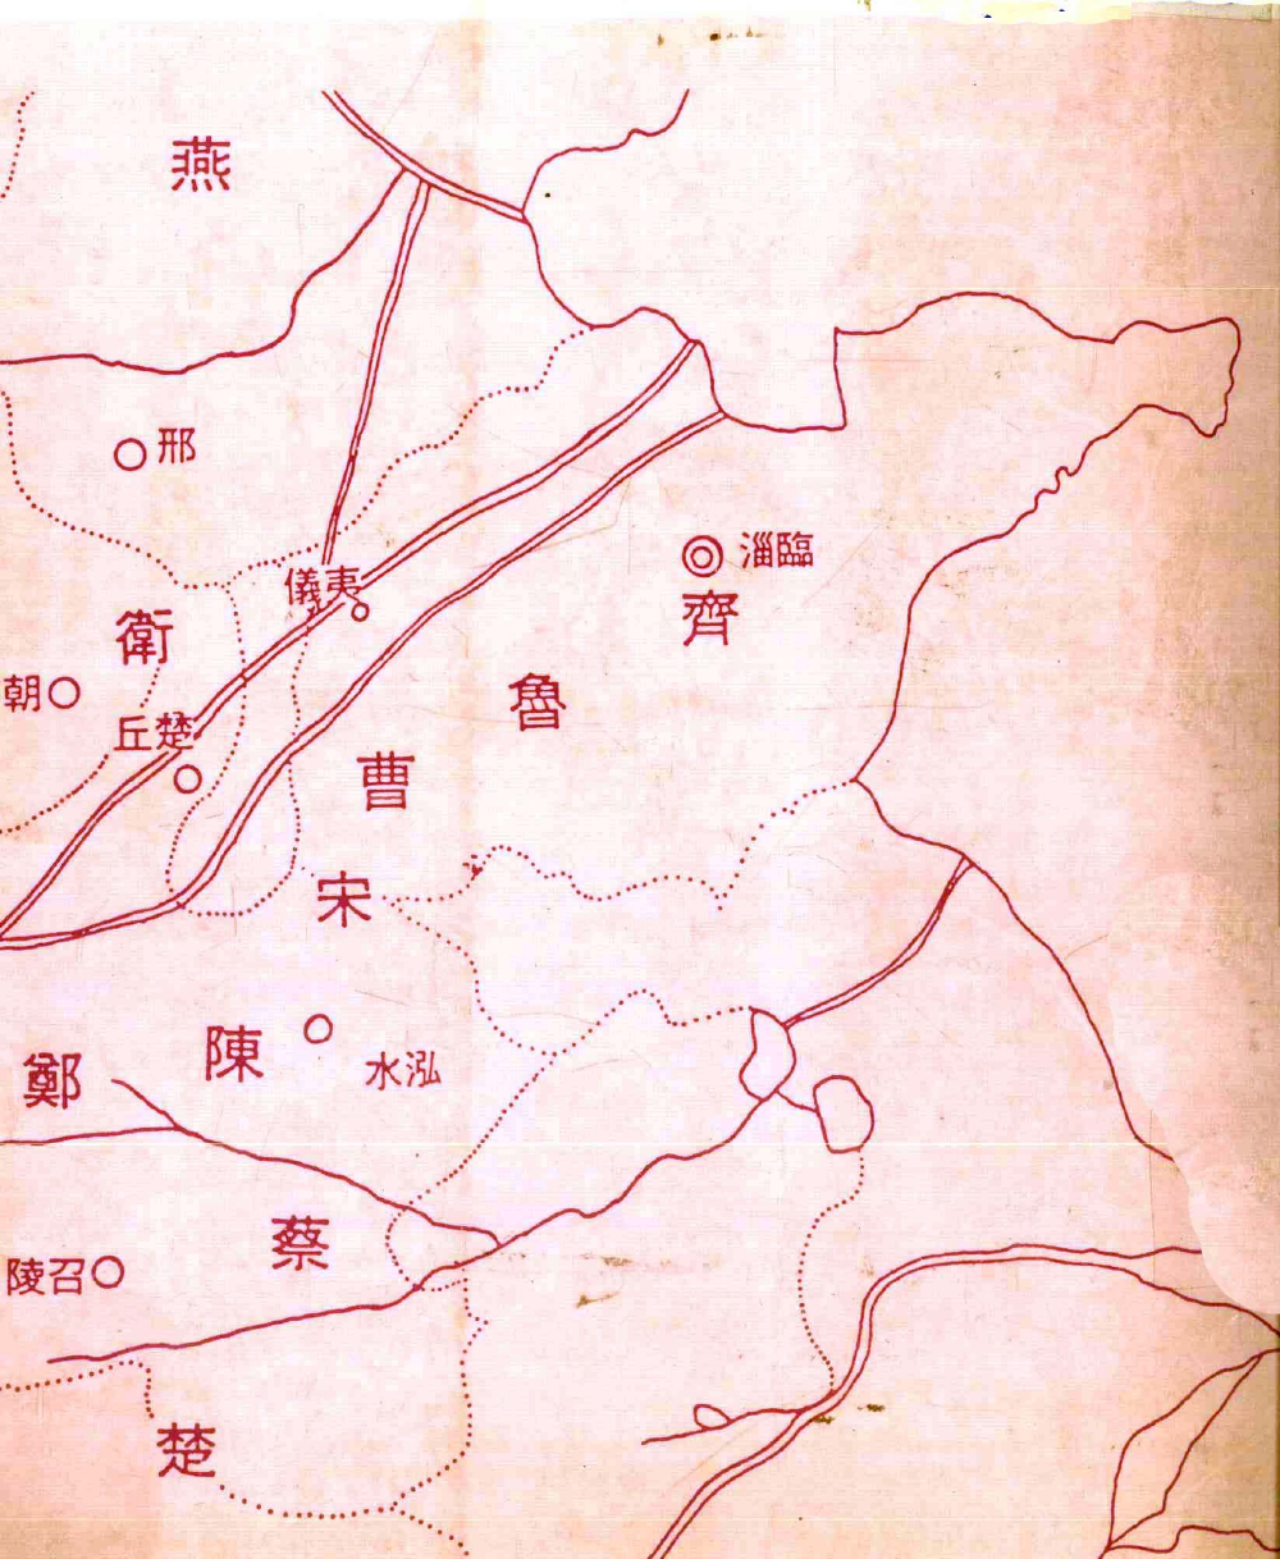 燕
邢
臨淄
夷儀
齊
衛
朝
魯
楚丘
曹
宋
陳
泓水
鄭
蔡
召陵
楚